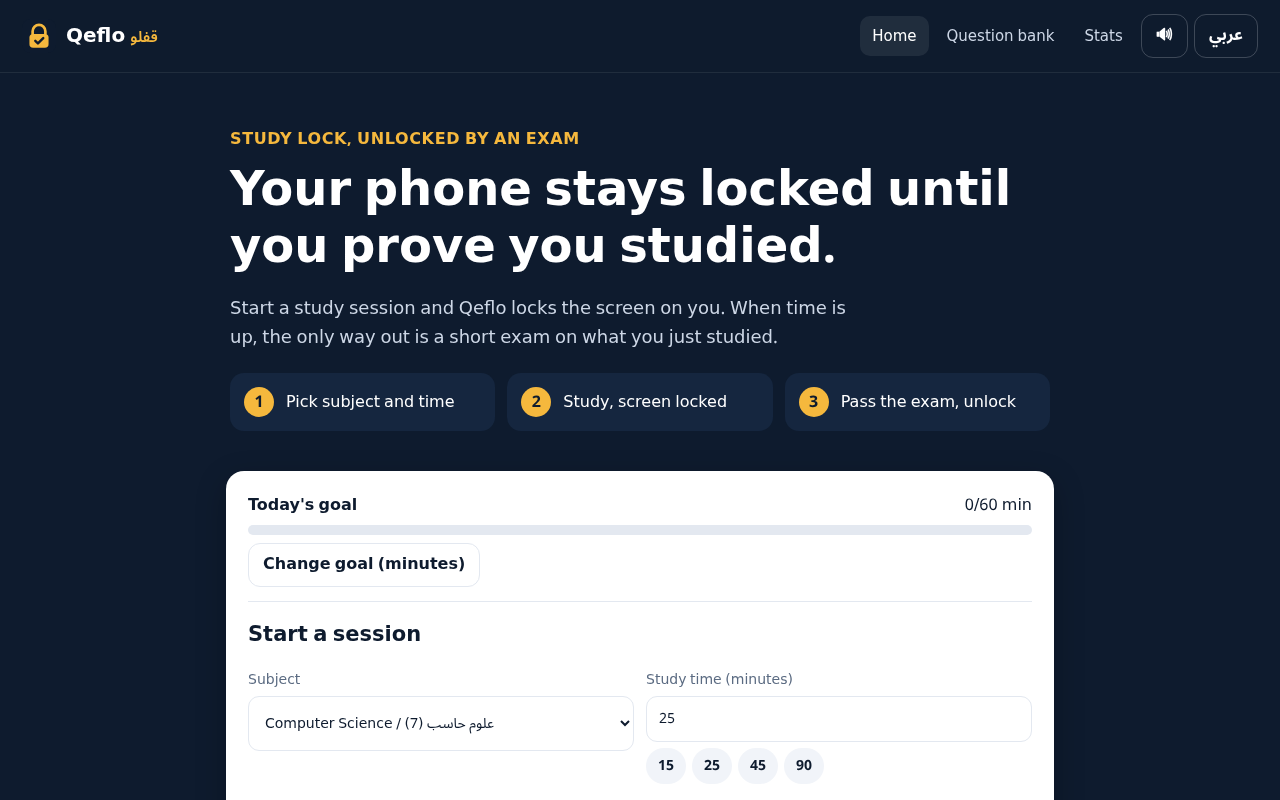 Qeflo قفلو
Home
Question bank
Stats
عربي
STUDY LOCK, UNLOCKED BY AN EXAM
Your phone stays locked until
you prove you studied.
Start a study session and Qeflo locks the screen on you. When time is
up, the only way out is a short exam on what you just studied.
1 Pick subject and time
2 Study, screen locked
3 Pass the exam, unlock
Today's goal
0/60 min
Change goal (minutes)
Start a session
Subject
Computer Science / علوم حاسب (7)
Study time (minutes)
25
15 25 45 90